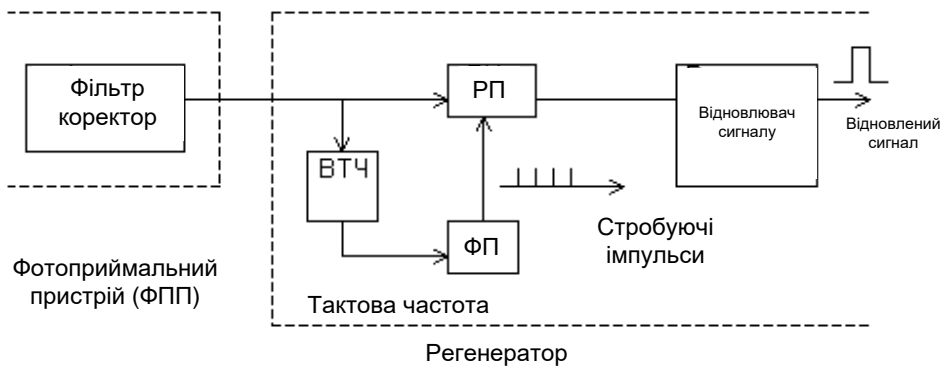 Фільтр
коректор
РП
Відновлювач
сигналу
Відновлений
сигнал
ВТЧ
ФП
Стробуючі
імпульси
Фотоприймальний
пристрій (ФПП)
Тактова частота
Регенератор